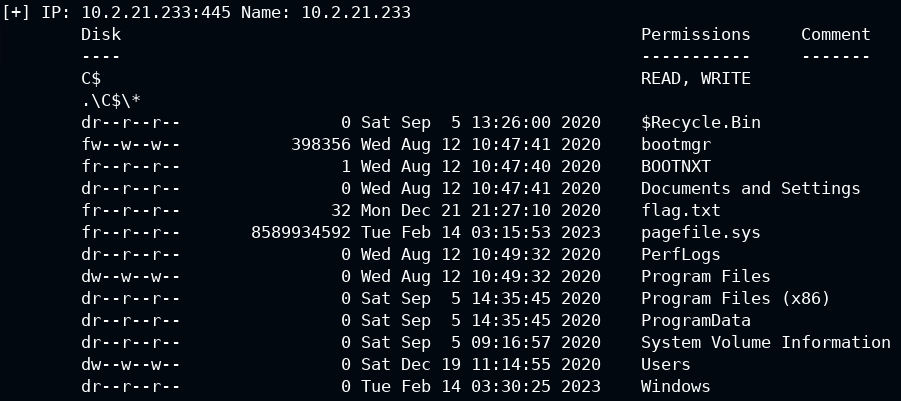 [+] IP: 10.2.21.233:445 Name: 10.2.21.233
Disk Permissions Comment
---- ----------- -------
C$ READ, WRITE
.\C$\*
dr--r--r-- 0 Sat Sep 5 13:26:00 2020 $Recycle.Bin
fw--w--w-- 398356 Wed Aug 12 10:47:41 2020 bootmgr
fr--r--r-- 1 Wed Aug 12 10:47:40 2020 BOOTNXT
dr--r--r-- 0 Wed Aug 12 10:47:41 2020 Documents and Settings
fr--r--r-- 32 Mon Dec 21 21:27:10 2020 flag.txt
fr--r--r-- 8589934592 Tue Feb 14 03:15:53 2023 pagefile.sys
dr--r--r-- 0 Wed Aug 12 10:49:32 2020 PerfLogs
dw--w--w-- 0 Wed Aug 12 10:49:32 2020 Program Files
dr--r--r-- 0 Sat Sep 5 14:35:45 2020 Program Files (x86)
dr--r--r-- 0 Sat Sep 5 14:35:45 2020 ProgramData
dr--r--r-- 0 Sat Sep 5 09:16:57 2020 System Volume Information
dw--w--w-- 0 Sat Dec 19 11:14:55 2020 Users
dr--r--r-- 0 Tue Feb 14 03:30:25 2023 Windows